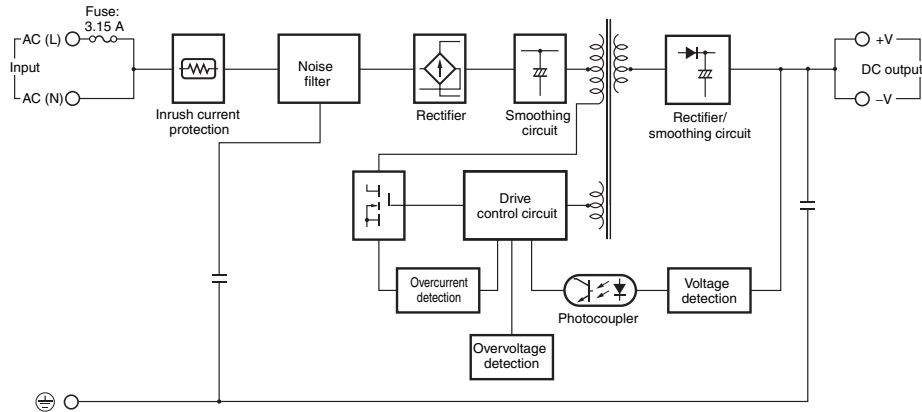 Fuse:
3.15 A
AC (L)
Input
AC (N)
Inrush current
protection
Noise
filter
Rectifier
Smoothing
circuit
Rectifier/
smoothing circuit
+V
DC output
–V
Drive
control circuit
Overcurrent
detection
Overvoltage
detection
Photocoupler
Voltage
detection